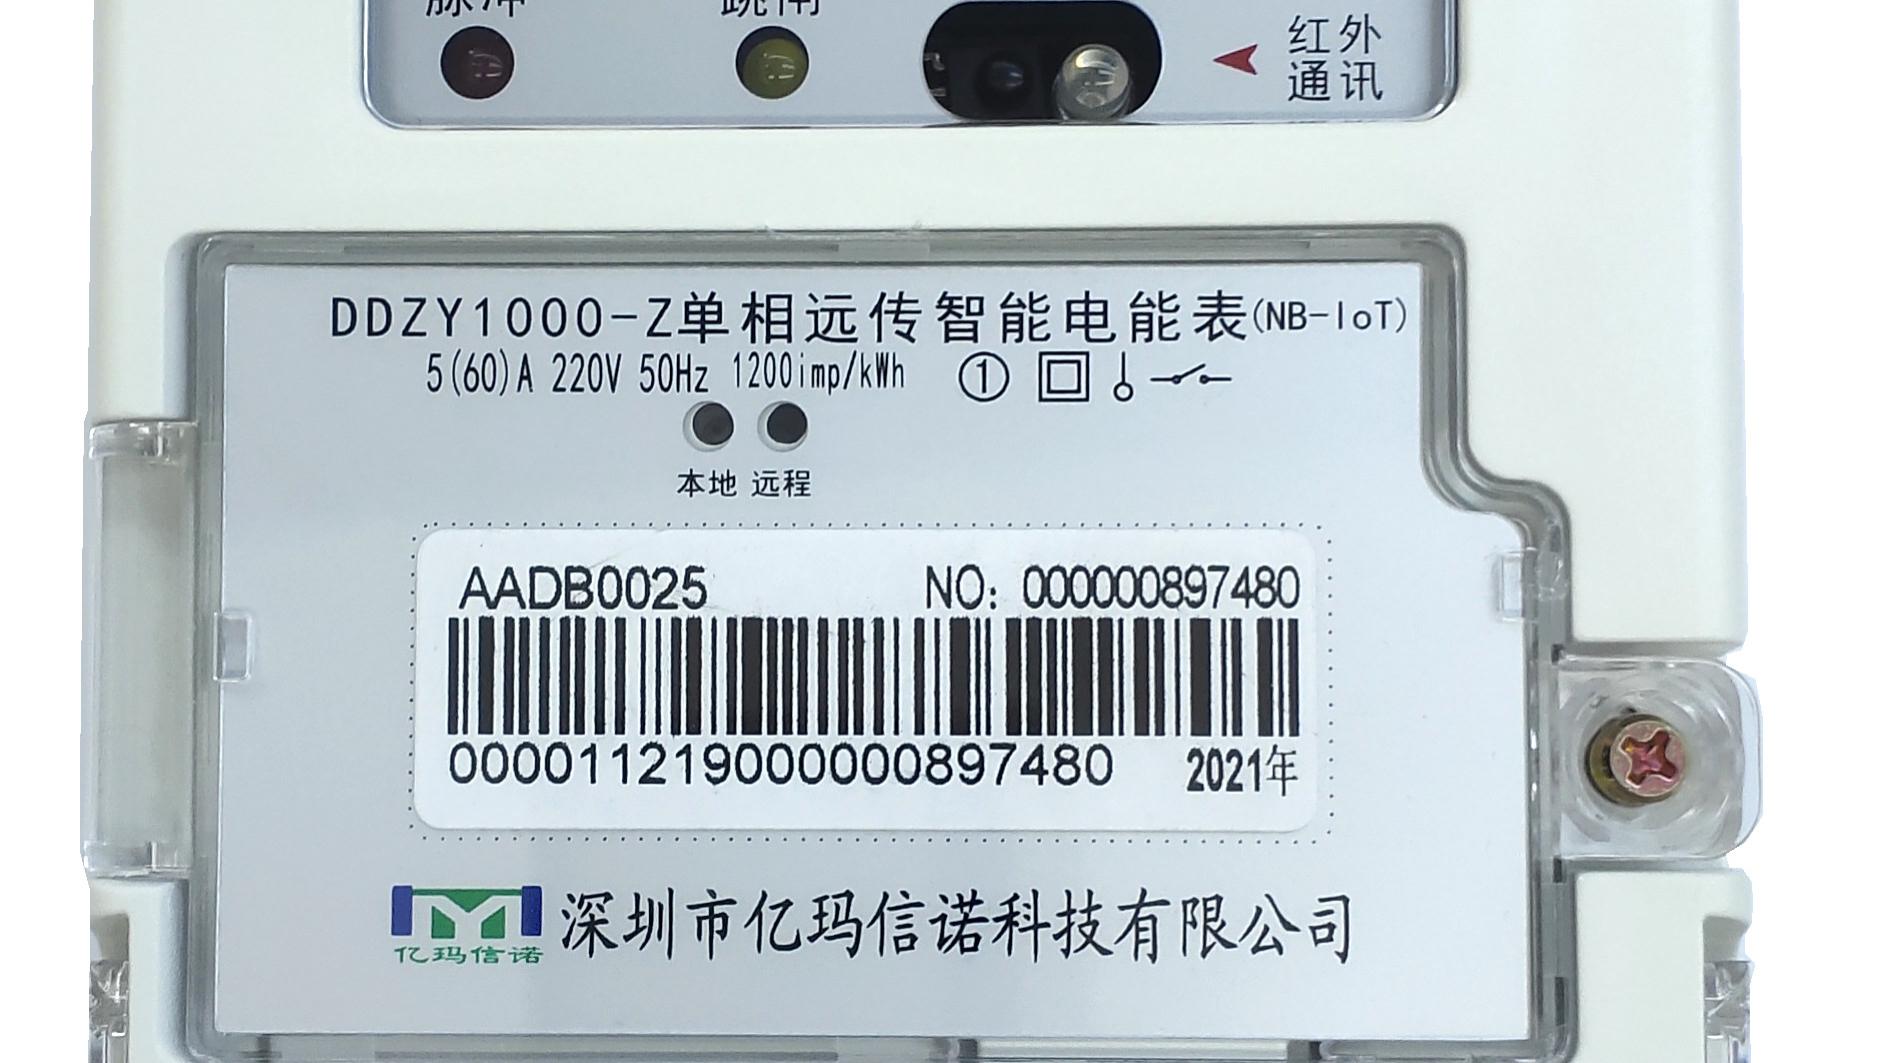 脉冲 跳闸
红外
通讯
DDZY1000-Z单相远传智能电能表(NB-IoT)
5(60)A 220V 50Hz 1200imp/kWh ①
本地 远程
AADB0025 NO: 000000897480
0000112190000000897480 2021年
亿玛信诺 深圳市亿玛信诺科技有限公司